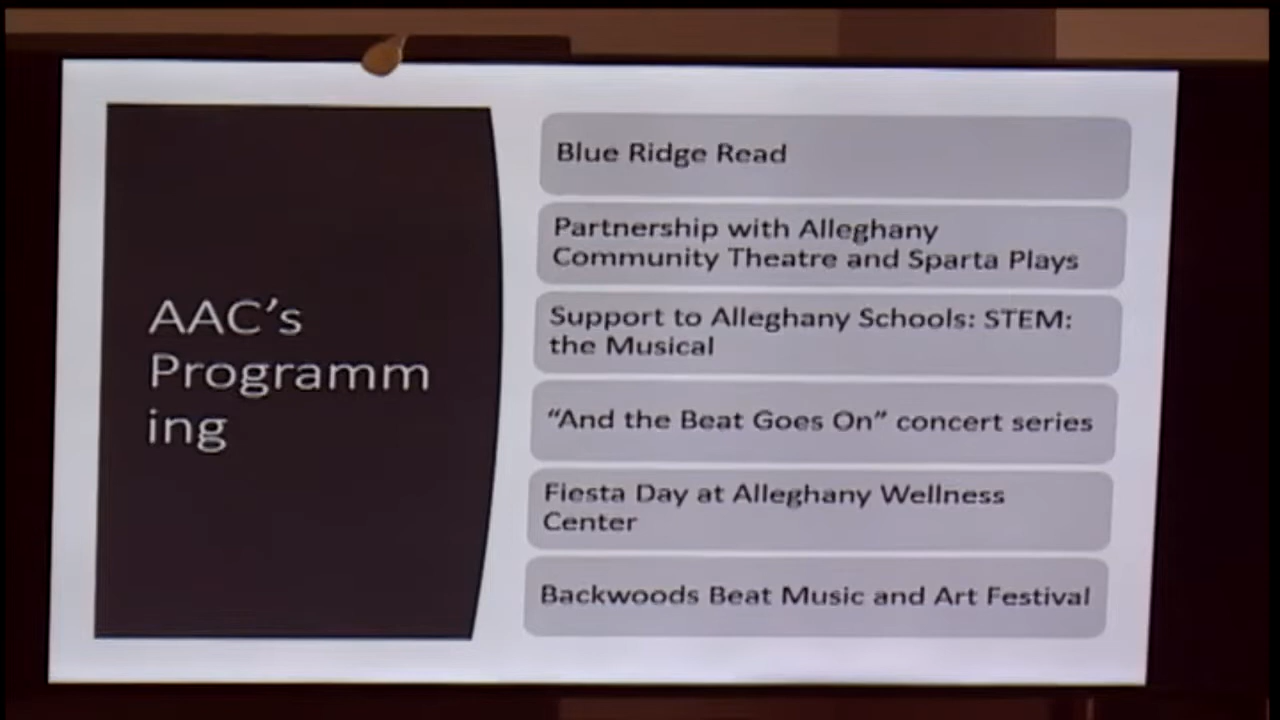 AAC’s
Programm
ing
Blue Ridge Read
Partnership with Alleghany
Community Theatre and Sparta Plays
Support to Alleghany Schools: STEM:
the Musical
“And the Beat Goes On” concert series
Fiesta Day at Alleghany Wellness
Center
Backwoods Beat Music and Art Festival